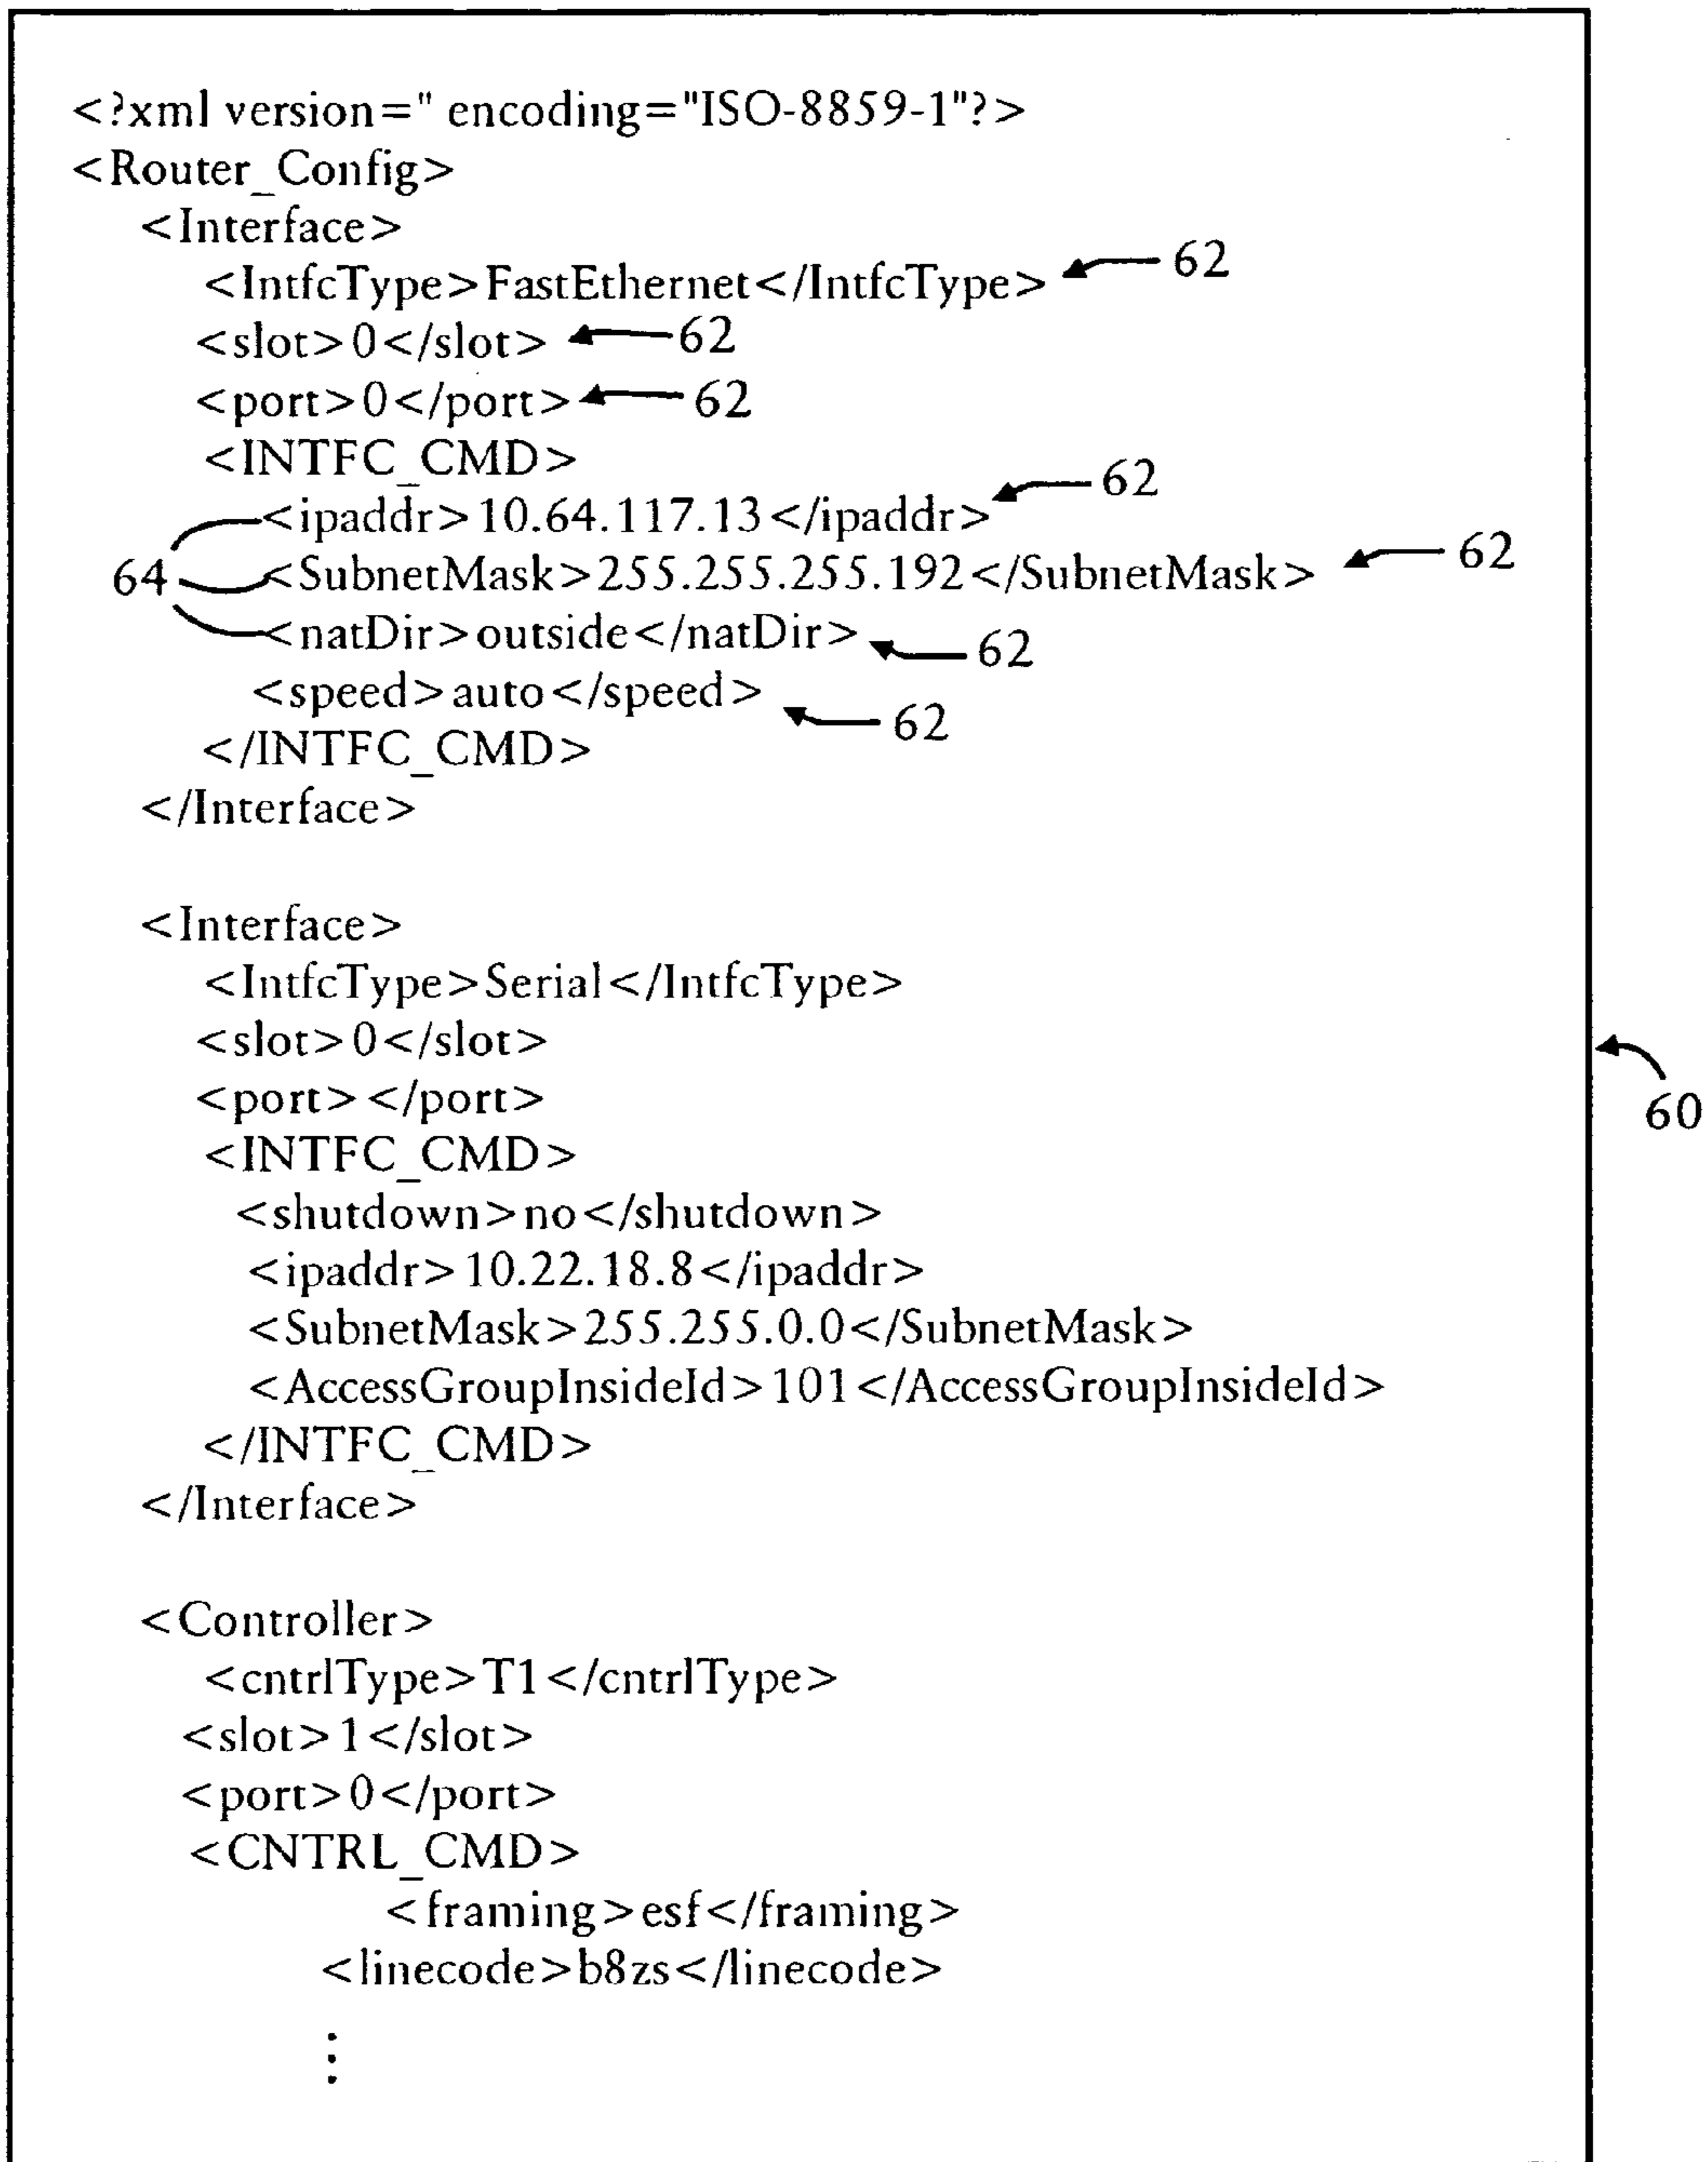 <?xml version=" encoding="ISO-8859-1"?>
<Router_Config>
<Interface>
<IntfcType>FastEthernet</IntfcType> 62
<slot>0</slot> 62
<port>0</port> 62
<INTFC_CMD>
<ipaddr>10.64.117.13</ipaddr> 62
64 <SubnetMask>255.255.255.192</SubnetMask> 62
<natDir>outside</natDir> 62
<speed>auto</speed> 62
</INTFC_CMD>
</Interface>
<Interface>
<IntfcType>Serial</IntfcType>
<slot>0</slot>
<port></port>
<INTFC_CMD>
<shutdown>no</shutdown>
<ipaddr>10.22.18.8</ipaddr>
<SubnetMask>255.255.0.0</SubnetMask>
<AccessGroupInsideId>101</AccessGroupInsideId>
</INTFC_CMD>
</Interface>
60
<Controller>
<cntrlType>T1</cntrlType>
<slot>1</slot>
<port>0</port>
<CNTRL_CMD>
<framing>esf</framing>
<linecode>b8zs</linecode>
⋮